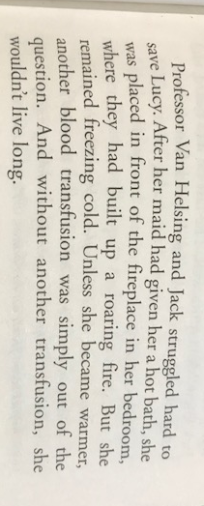 Professor Van Helsing and Jack struggled hard to
save Lucy. After her maid had given her a hot bath, she
was placed in front of the fireplace in her bedroom,
where they had built up a roaring fire. But she
remained freezing cold. Unless she became warmer,
another blood transfusion was simply out of the
question. And without another transfusion, she
wouldn't live long.